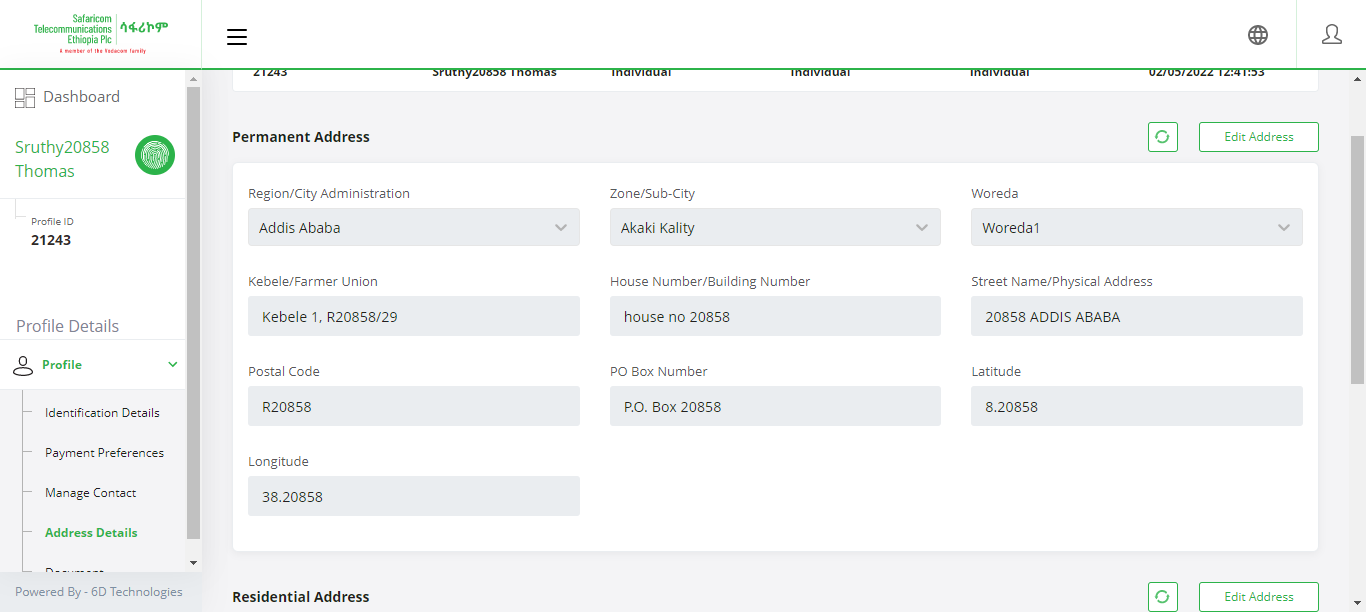 Safaricom
Telecommunications
Ethiopia Plc
ሳፋሪኮም
A member of the Vodacom family
Dashboard
Sruthy20858
Thomas
Profile ID
21243
Profile Details
Profile
Identification Details
Payment Preferences
Manage Contact
Address Details
Document
Powered By - 6D Technologies
21243 Sruthy20858 Thomas Individual Individual Individual 02/05/2022 12:41:53
Permanent Address Edit Address
Region/City Administration Zone/Sub-City Woreda
Addis Ababa Akaki Kality Woreda1
Kebele/Farmer Union House Number/Building Number Street Name/Physical Address
Kebele 1, R20858/29 house no 20858 20858 ADDIS ABABA
Postal Code PO Box Number Latitude
R20858 P.O. Box 20858 8.20858
Longitude
38.20858
Residential Address Edit Address